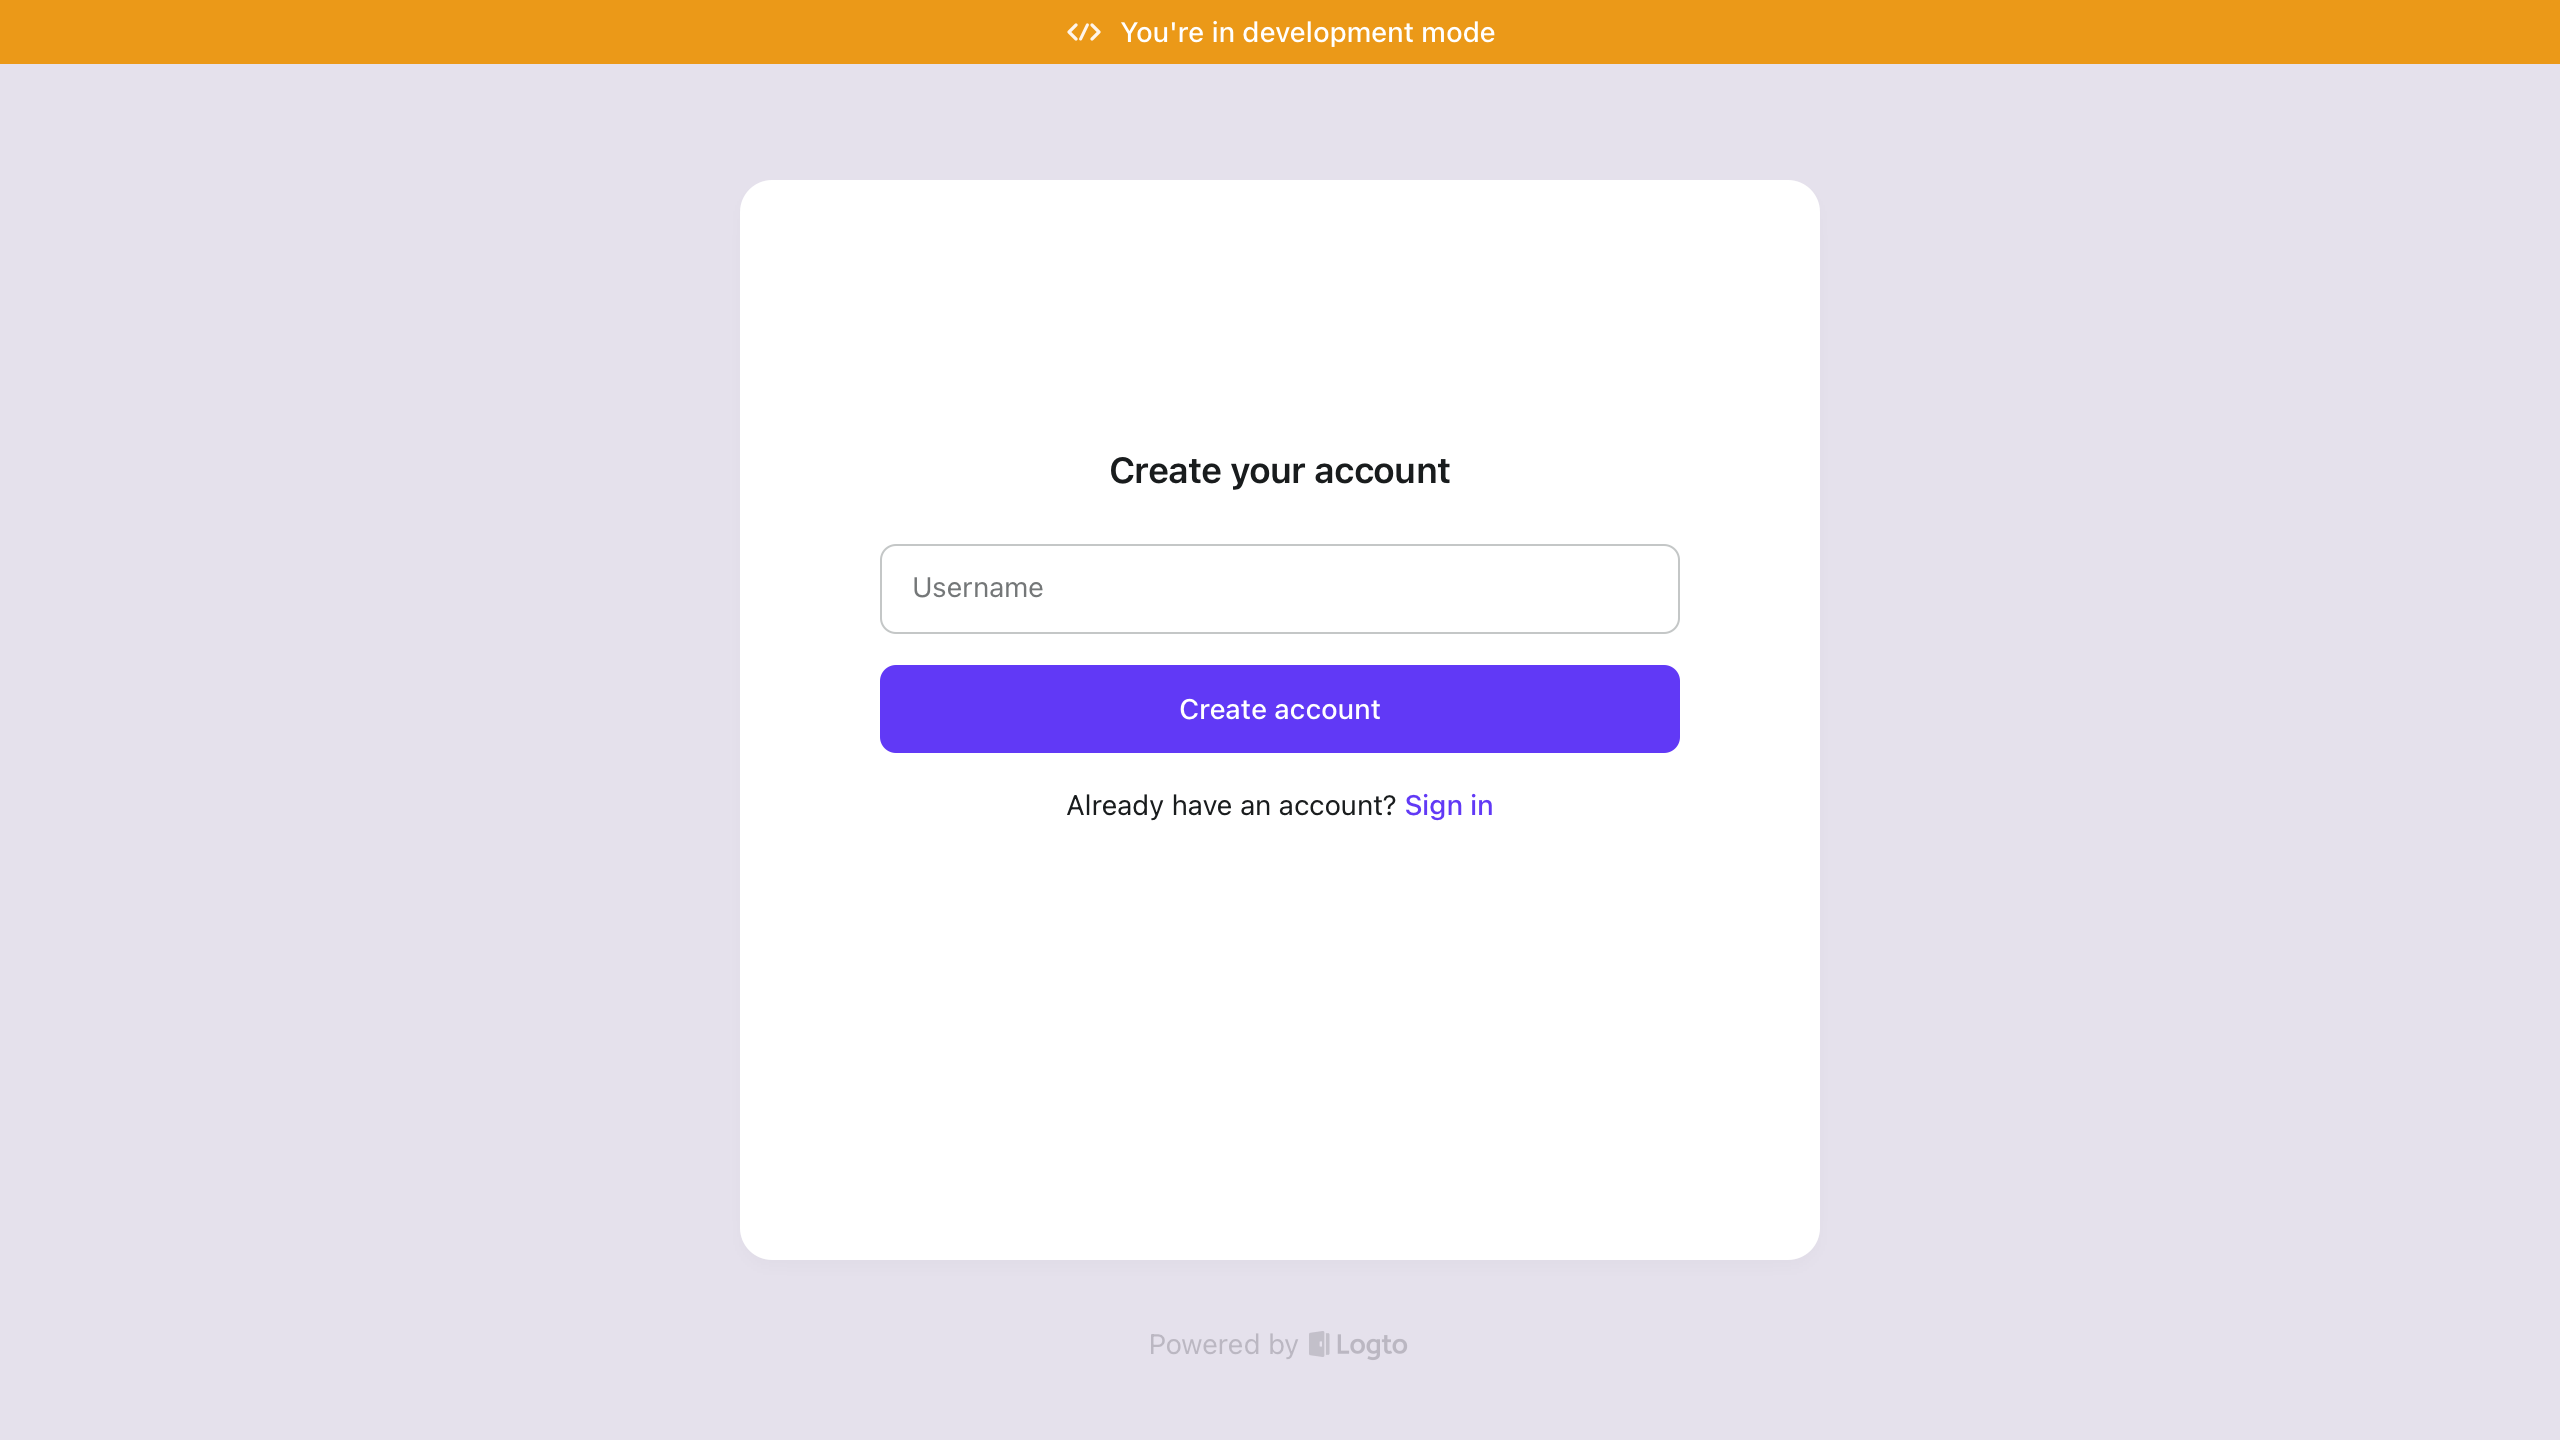 You're in development mode
Create your account
Username
Create account
Already have an account? Sign in
Powered by Logto